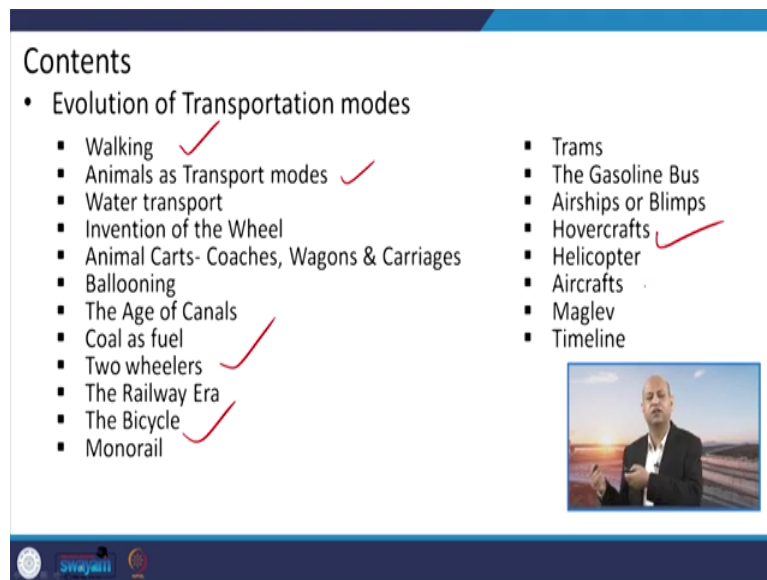 Contents
• Evolution of Transportation modes
▪ Walking
▪ Animals as Transport modes
▪ Water transport
▪ Invention of the Wheel
▪ Animal Carts- Coaches, Wagons & Carriages
▪ Ballooning
▪ The Age of Canals
▪ Coal as fuel
▪ Two wheelers
▪ The Railway Era
▪ The Bicycle
▪ Monorail
▪ Trams
▪ The Gasoline Bus
▪ Airships or Blimps
▪ Hovercrafts
▪ Helicopter
▪ Aircrafts
▪ Maglev
▪ Timeline
swayam